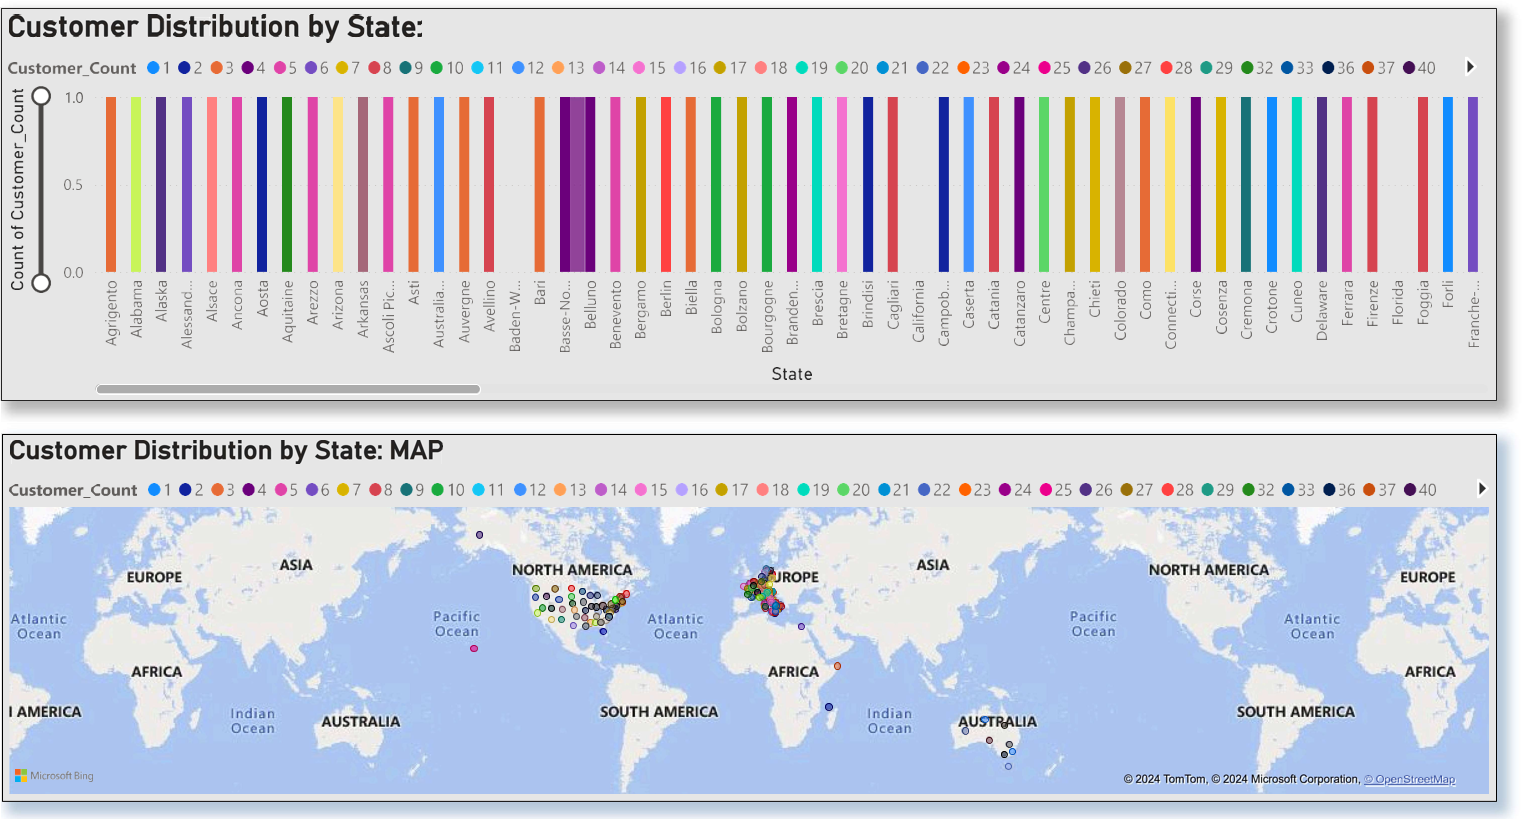 Customer Distribution by State:
Customer_Count 1 2 3 4 5 6 7 8 9 10 11 12 13 14 15 16 17 18 19 20 21 22 23 24 25 26 27 28 29 32 33 36 37 40
Count of Customer_Count
1.0
0.5
0.0
Agrigento
Alabama
Alaska
Alessand...
Alsace
Ancona
Aosta
Aquitaine
Arezzo
Arizona
Arkansas
Ascoli Pic...
Asti
Australia...
Auvergne
Avellino
Baden-W...
Bari
Basse-No...
Belluno
Benevento
Bergamo
Berlin
Biella
Bologna
Bolzano
Bourgogne
Branden...
Brescia
Bretagne
Brindisi
Cagliari
California
Campob...
Caserta
Catania
Catanzaro
Centre
Champa...
Chieti
Colorado
Como
Connecti...
Corse
Cosenza
Cremona
Crotone
Cuneo
Delaware
Ferrara
Firenze
Florida
Foggia
Forli
Franche-...
State
Customer Distribution by State: MAP
Customer_Count 1 2 3 4 5 6 7 8 9 10 11 12 13 14 15 16 17 18 19 20 21 22 23 24 25 26 27 28 29 32 33 36 37 40
ASIA
NORTH AMERICA
ASIA
NORTH AMERICA
EUROPE
UROPE
EUROPE
Atlantic
Ocean
Pacific
Ocean
Atlantic
Ocean
Pacific
Ocean
Atlantic
Ocean
AFRICA
AFRICA
AFRICA
I AMERICA
SOUTH AMERICA
SOUTH AMERICA
Indian
Ocean
AUSTRALIA
Indian
Ocean
AUSTRALIA
Microsoft Bing
© 2024 TomTom, © 2024 Microsoft Corporation, © OpenStreetMap